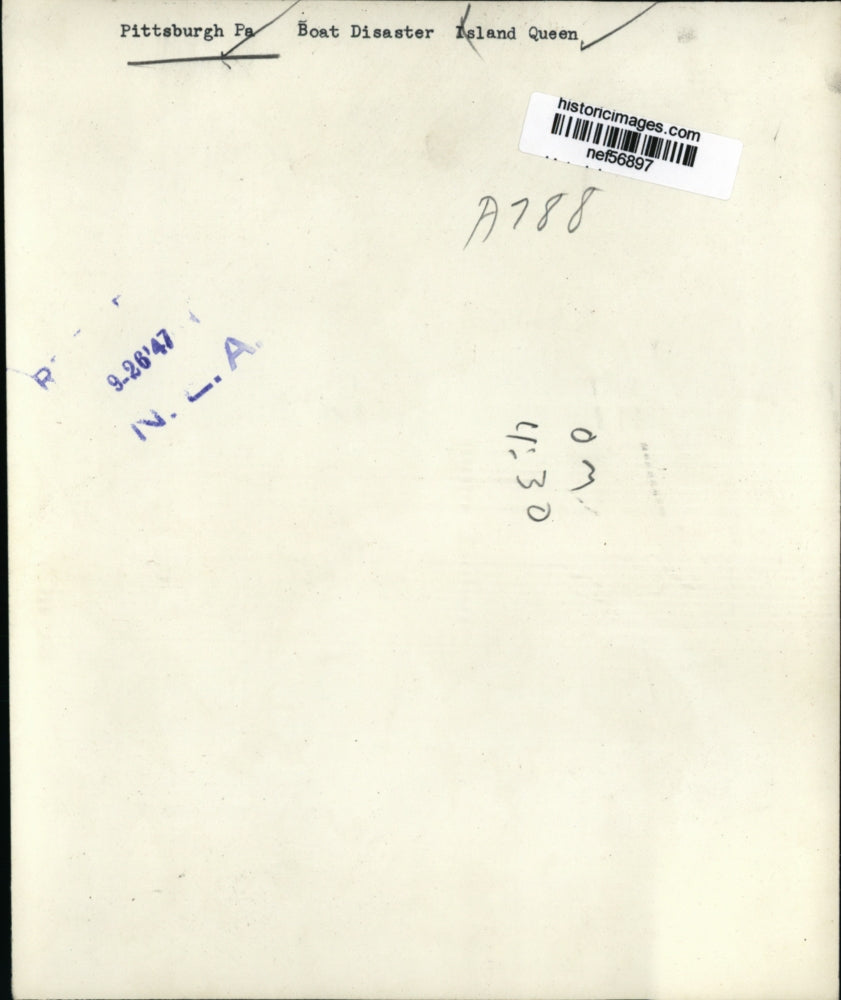 Pittsburgh Pa Boat Disaster Island Queen
historicimages.com
nef56897
A788
R
9-26'47
N. E. A.
4:30